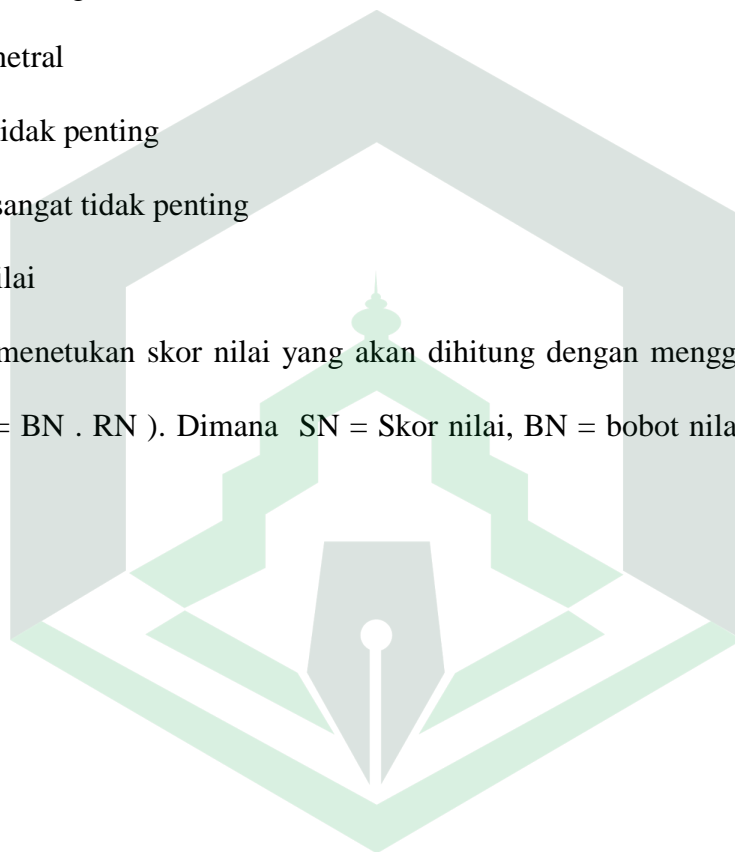 netral
idak penting
sangat tidak penting
ilai
menetukan skor nilai yang akan dihitung dengan mengg
= BN . RN ). Dimana SN = Skor nilai, BN = bobot nila